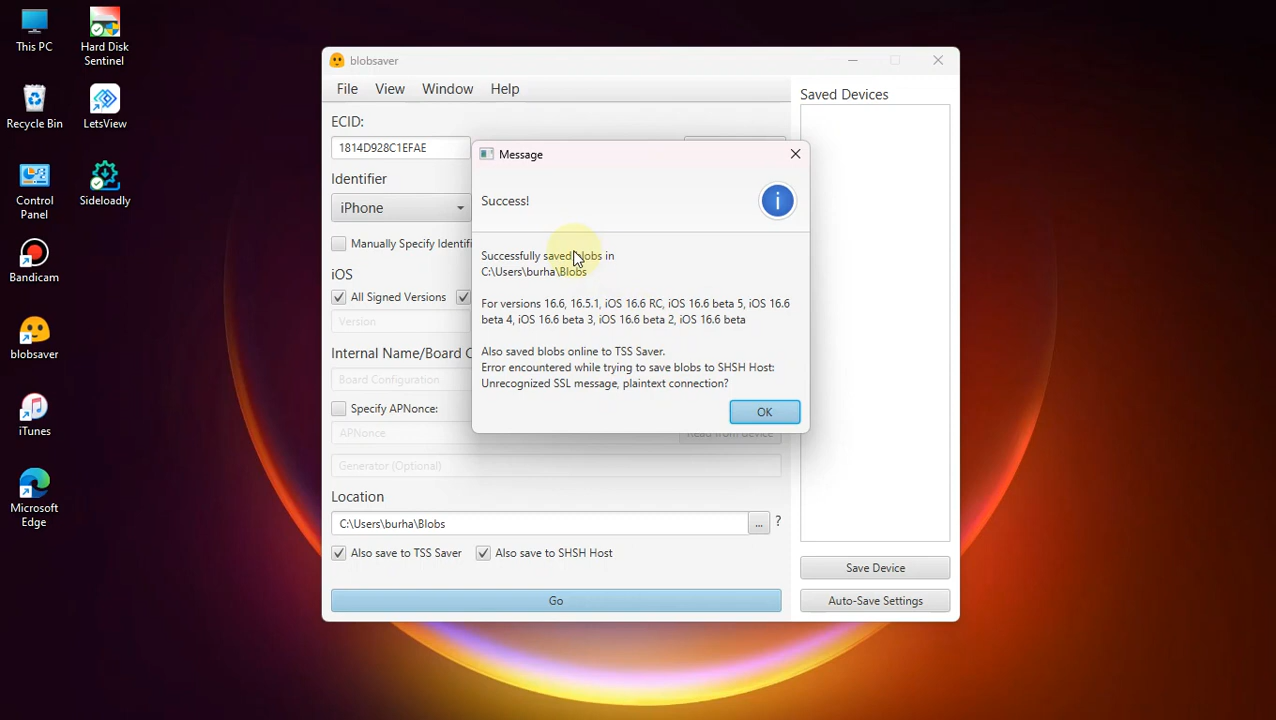 This PC
Hard Disk
Sentinel
Recycle Bin
LetsView
Control
Panel
Sideloadly
Bandicam
blobsaver
iTunes
Microsoft
Edge
blobsaver
File View Window Help
ECID:
1814D928C1EFAE
Identifier
iPhone
Manually Specify Identifi
iOS
All Signed Versions
Version
Internal Name/Board C
Board Configuration
Specify APNonce:
APNonce
Read from device
Generator (Optional)
Location
C:\Users\burha\Blobs
...
?
Also save to TSS Saver Also save to SHSH Host
Go
Message
Success!
i
Successfully saved blobs in
C:\Users\burha\Blobs
For versions 16.6, 16.5.1, iOS 16.6 RC, iOS 16.6 beta 5, iOS 16.6
beta 4, iOS 16.6 beta 3, iOS 16.6 beta 2, iOS 16.6 beta
Also saved blobs online to TSS Saver.
Error encountered while trying to save blobs to SHSH Host:
Unrecognized SSL message, plaintext connection?
OK
Saved Devices
Save Device
Auto-Save Settings